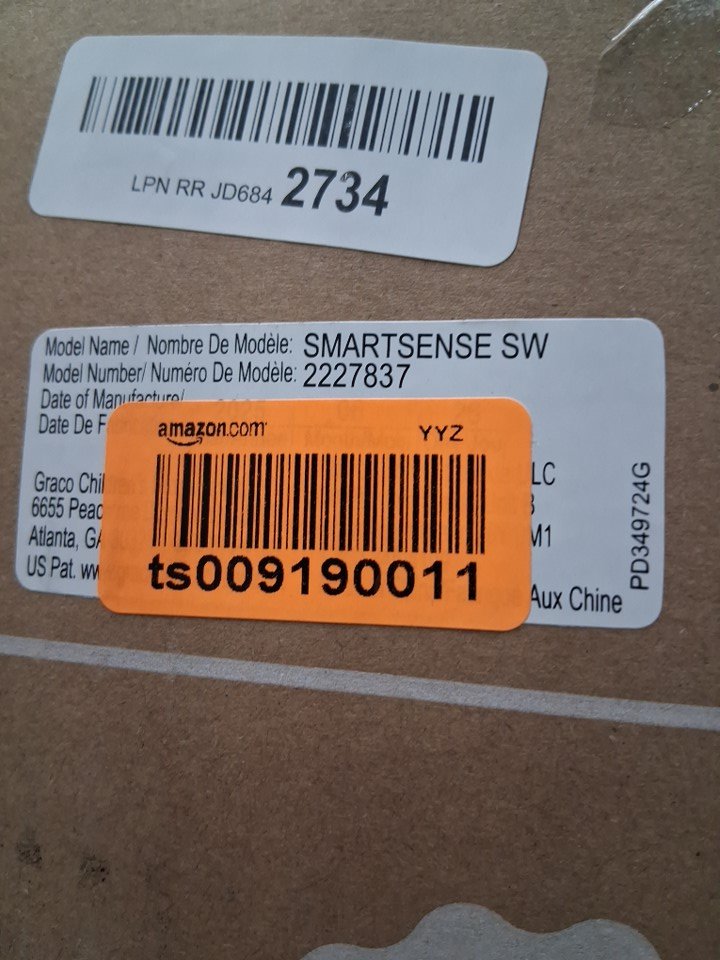 LPN RR JD684 2734
Model Name / Nombre De Modèle: SMARTSENSE SW
Model Number/ Numéro De Modèle: 2227837
Date of Manufacture/
Date De F
amazon.com YYZ
Graco Chil
LC
6655 Peac
Atlanta, GA
M1
US Pat. ww
ts009190011
Aux Chine
PD349724G